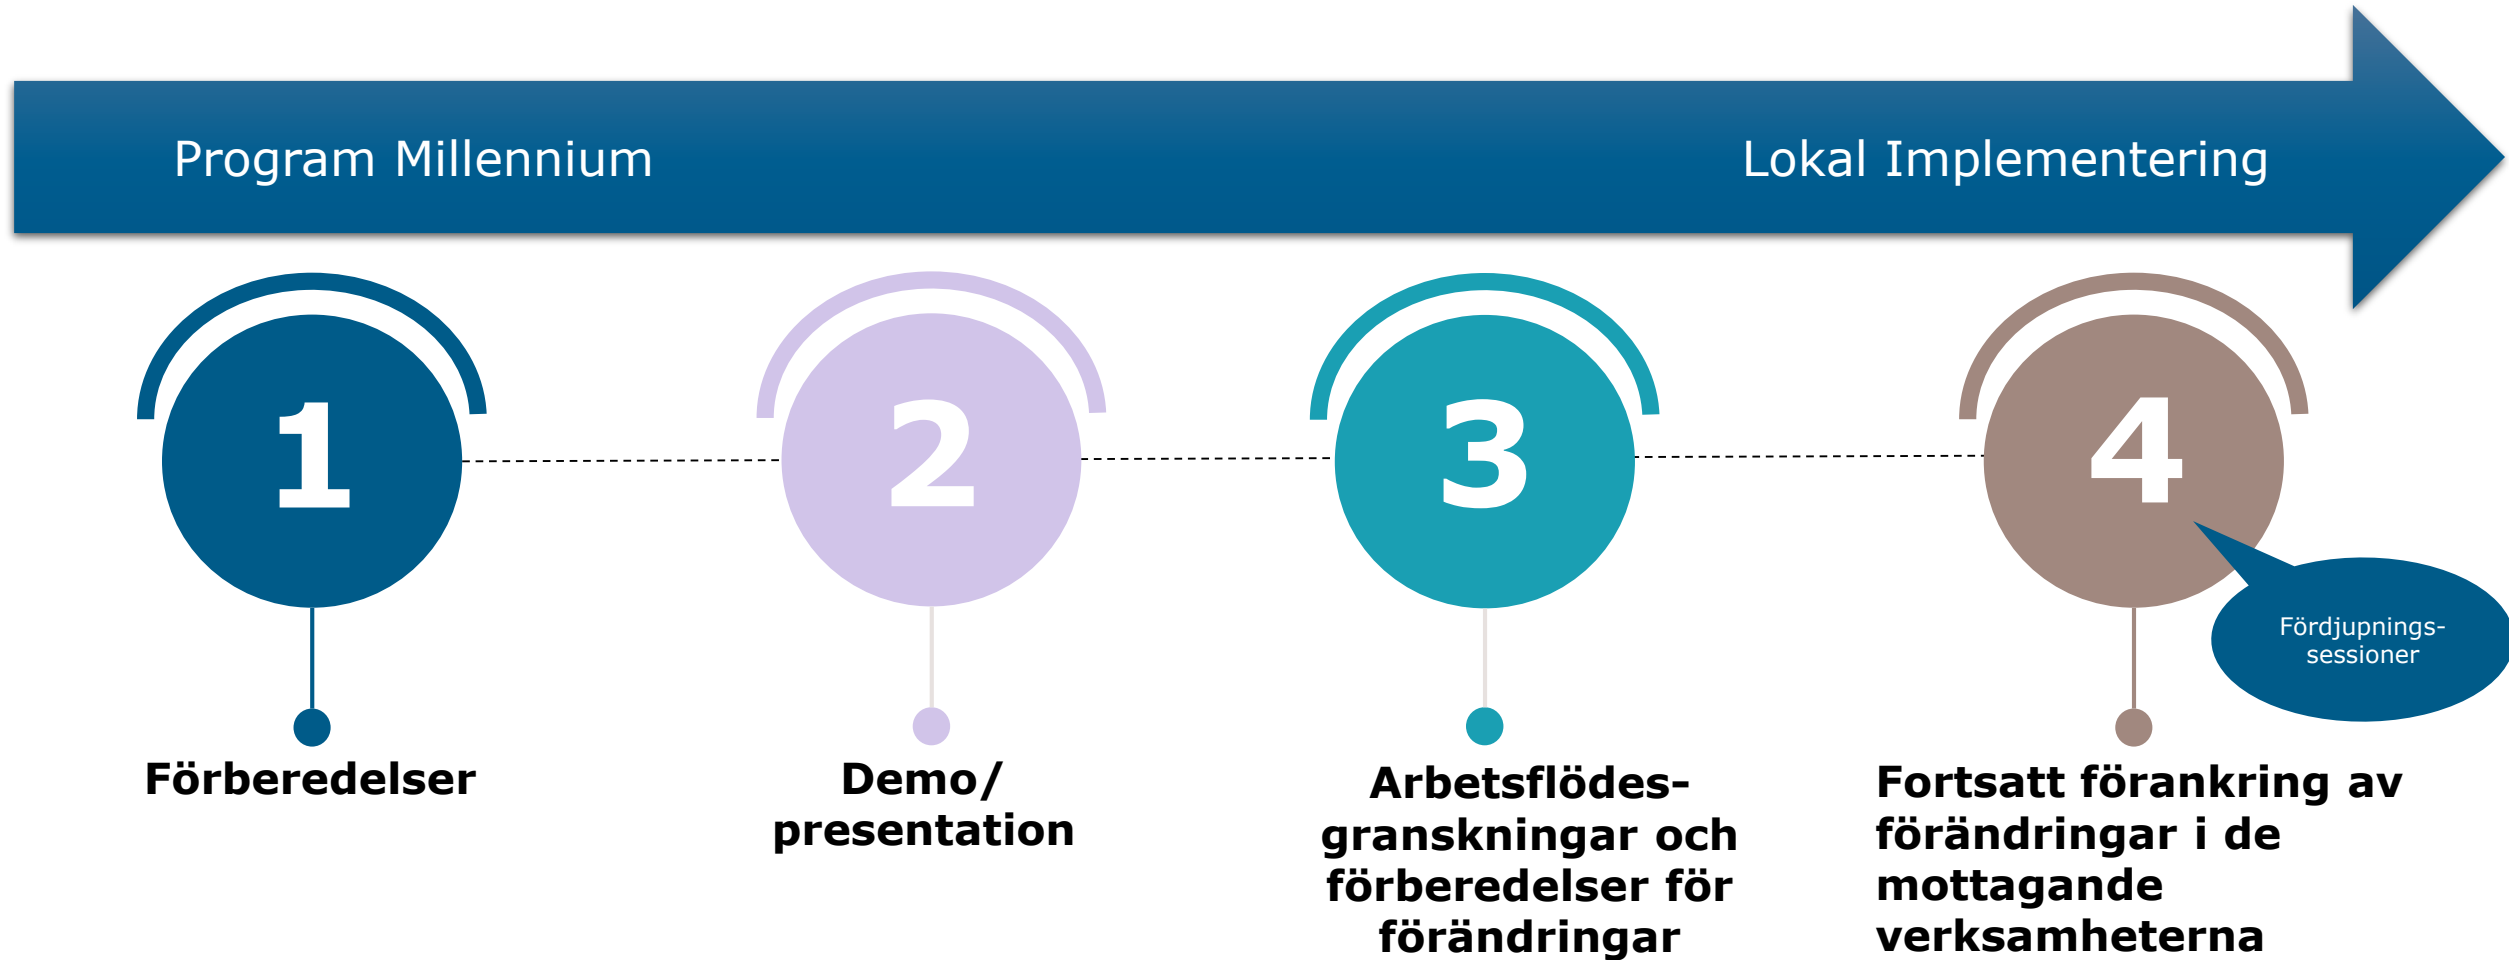 Program Millennium
Lokal Implementering
1
2
3
4
Fördjupnings-
sessioner
Förberedelser
Demo/
presentation
Arbetsflödes-
granskningar och
förberedelser för
förändringar
Fortsatt förankring av
förändringar i de
mottagande
verksamheterna